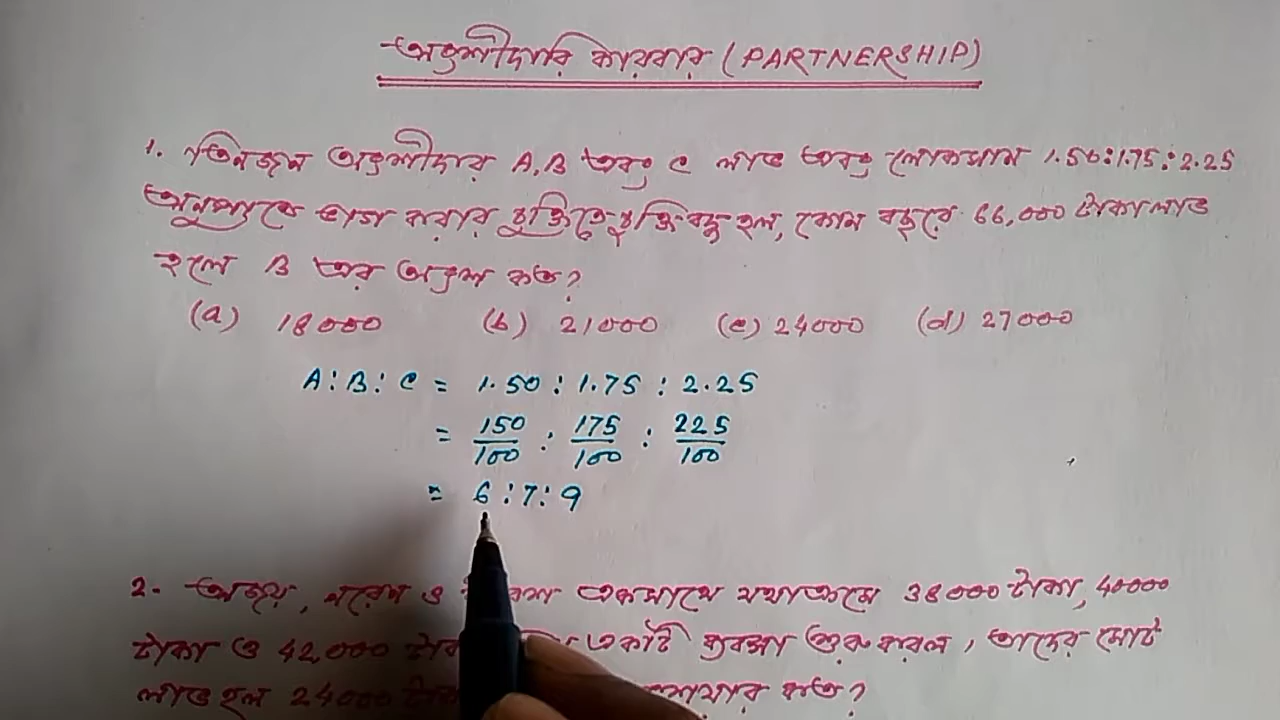 অংশীদারি কারবার (PARTNERSHIP)
1. তিনজন অংশীদার A,B এবং C লাভ এবং লোকসান 1.50:1.75:2.25
অনুপাতে ভাগ করার চুক্তিতে চুক্তিবদ্ধ হল, কোন বছরে 66,000 টাকা লাভ
হলে B এর অংশ কত?
(a) 18000 (b) 21000 (c) 24000 (d) 27000
A:B:C = 1.50 : 1.75 : 2.25
= 150/100 : 175/100 : 225/100
= 6:7:9
2. অজয়, নরেশ ও একসাথে যথাক্রমে 38000 টাকা, 40000
টাকা ও 42,000 একটি ব্যবসা শুরু করল, তাদের মোট
লাভ হল 24000 কত?